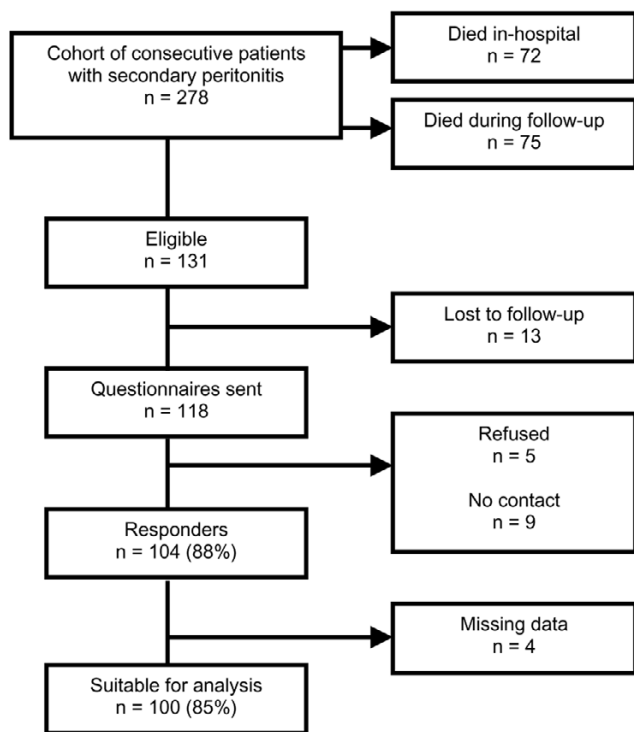 Cohort of consecutive patients
with secondary peritonitis
n = 278
Died in-hospital
n = 72
Died during follow-up
n = 75
Eligible
n = 131
Lost to follow-up
n = 13
Questionnaires sent
n = 118
Refused
n = 5
No contact
n = 9
Responders
n = 104 (88%)
Missing data
n = 4
Suitable for analysis
n = 100 (85%)